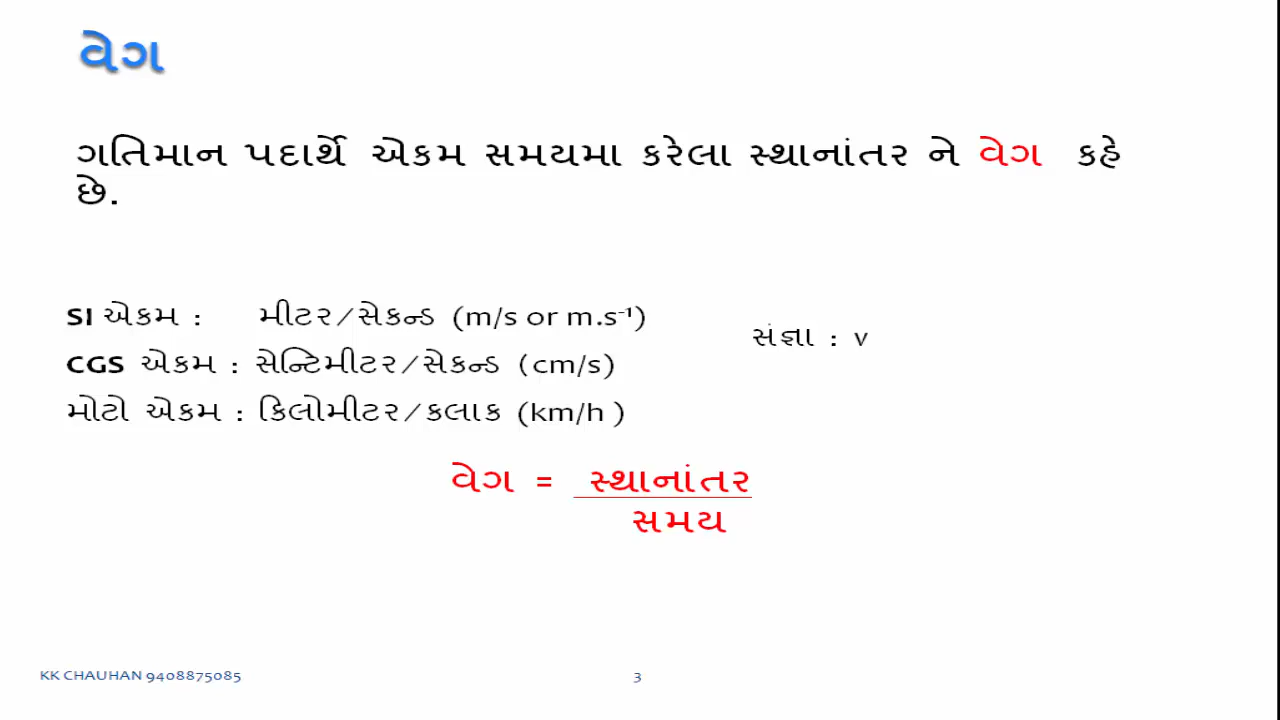 વેગ
ગતિમાન પદાર્થે એકમ સમયમા કરેલા સ્થાનાંતર ને વેગ કહે
છે.
SI એકમ : મીટર/સેકન્ડ (m/s or m.s⁻¹)
સંજ્ઞા : v
CGS એકમ : સેન્ટિમીટર/સેકન્ડ (cm/s)
મોટો એકમ : કિલોમીટર/કલાક (km/h )
વેગ = સ્થાનાંતર
સમય
KK CHAUHAN 9408875085
3